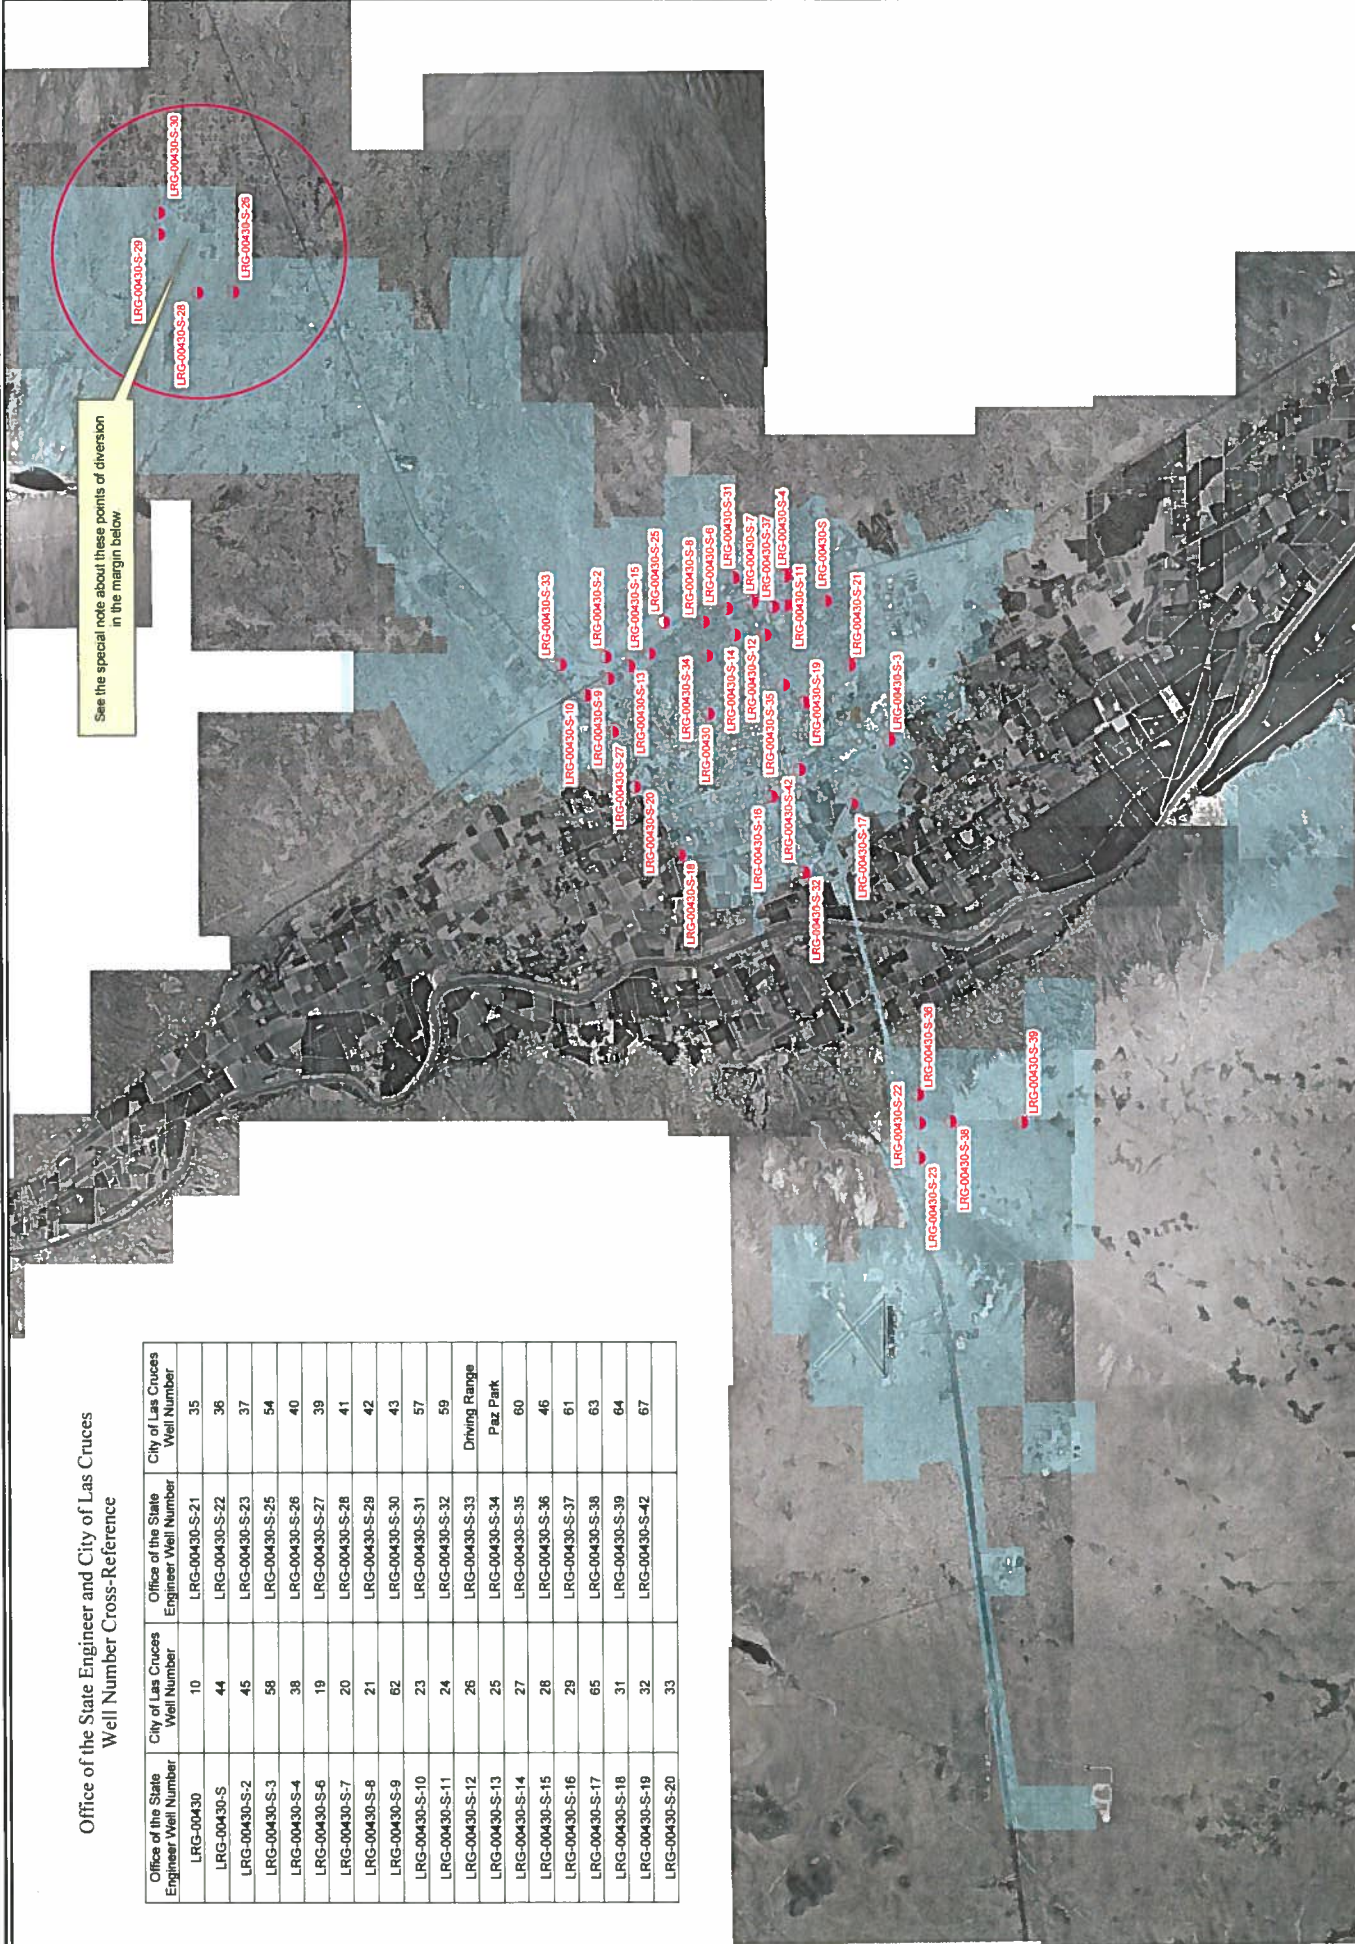 Office of the State Engineer and City of Las Cruces
Well Number Cross-Reference
Office of the State Engineer Well Number | City of Las Cruces Well Number | Office of the State Engineer Well Number | City of Las Cruces Well Number
LRG-00430 10 LRG-00430-S-21 35
LRG-00430-S 44 LRG-00430-S-22 36
LRG-00430-S-2 45 LRG-00430-S-23 37
LRG-00430-S-3 58 LRG-00430-S-25 54
LRG-00430-S-4 38 LRG-00430-S-26 40
LRG-00430-S-6 19 LRG-00430-S-27 39
LRG-00430-S-7 20 LRG-00430-S-28 41
LRG-00430-S-8 21 LRG-00430-S-29 42
LRG-00430-S-9 62 LRG-00430-S-30 43
LRG-00430-S-10 23 LRG-00430-S-31 57
LRG-00430-S-11 24 LRG-00430-S-32 59
LRG-00430-S-12 26 LRG-00430-S-33 Driving Range
LRG-00430-S-13 25 LRG-00430-S-34 Paz Park
LRG-00430-S-14 27 LRG-00430-S-35 60
LRG-00430-S-15 28 LRG-00430-S-36 46
LRG-00430-S-16 29 LRG-00430-S-37 61
LRG-00430-S-17 65 LRG-00430-S-38 63
LRG-00430-S-18 31 LRG-00430-S-39 64
LRG-00430-S-19 32 LRG-00430-S-42 67
LRG-00430-S-20 33
See the special note about these points of diversion
in the margin below.
LRG-00430-S-29
LRG-00430-S-30
LRG-00430-S-28
LRG-00430-S-26
LRG-00430-S-33
LRG-00430-S-10
LRG-00430-S-2
LRG-00430-S-9
LRG-00430-S-27
LRG-00430-S-15
LRG-00430-S-13
LRG-00430-S-20
LRG-00430-S-25
LRG-00430-S-18
LRG-00430-S-34
LRG-00430-S-8
LRG-00430
LRG-00430-S-6
LRG-00430-S-31
LRG-00430-S-14
LRG-00430-S-7
LRG-00430-S-12
LRG-00430-S-37
LRG-00430-S-35
LRG-00430-S-16
LRG-00430-S-4
LRG-00430-S-42
LRG-00430-S-11
LRG-00430-S-19
LRG-00430-S-32
LRG-00430-S
LRG-00430-S-21
LRG-00430-S-17
LRG-00430-S-3
LRG-00430-S-22
LRG-00430-S-36
LRG-00430-S-23
LRG-00430-S-38
LRG-00430-S-39